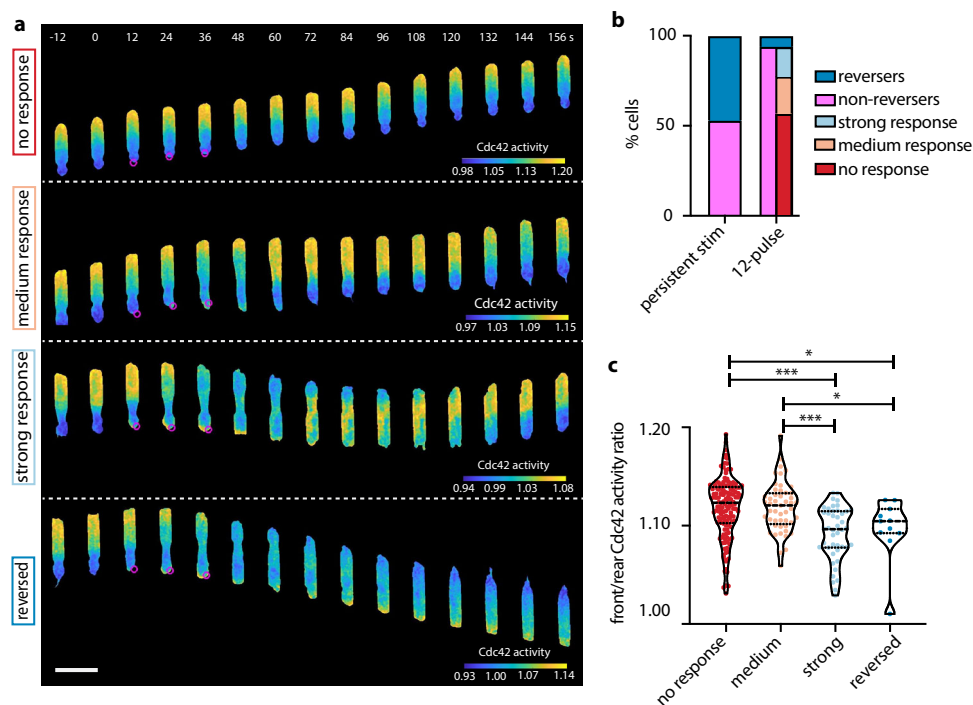 a
-12 0 12 24 36 48 60 72 84 96 108 120 132 144 156 s
no response
Cdc42 activity
0.98 1.05 1.13 1.20
medium response
Cdc42 activity
0.97 1.03 1.09 1.15
strong response
Cdc42 activity
0.94 0.99 1.03 1.08
reversed
Cdc42 activity
0.93 1.00 1.07 1.14
b
% cells
100
50
0
persistent stim
12-pulse
reversers
non-reversers
strong response
medium response
no response
c
*
***
*
***
front/rear Cdc42 activity ratio
1.20
1.10
1.00
no response
medium
strong
reversed